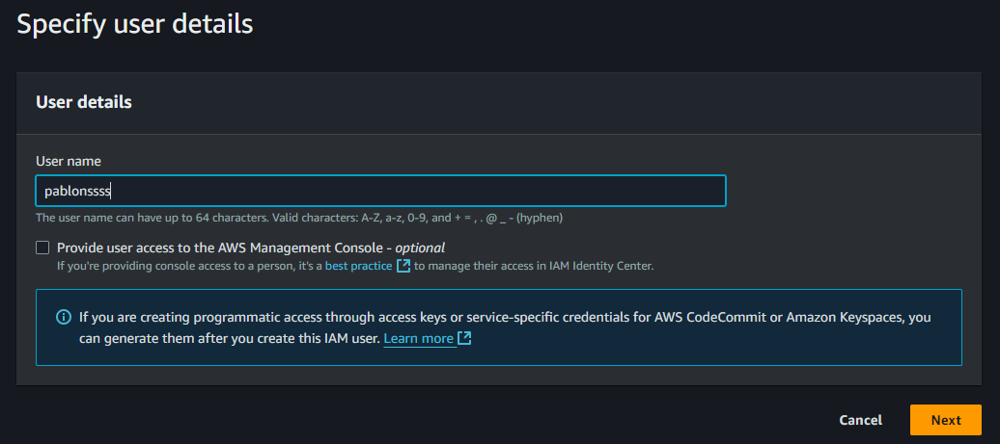 Specify user details
User details
User name
pablonssss
The user name can have up to 64 characters. Valid characters: A-Z, a-z, 0-9, and + = , . @ _ - (hyphen)
Provide user access to the AWS Management Console - optional
If you're providing console access to a person, it's a best practice to manage their access in IAM Identity Center.
If you are creating programmatic access through access keys or service-specific credentials for AWS CodeCommit or Amazon Keyspaces, you
can generate them after you create this IAM user. Learn more
Cancel Next